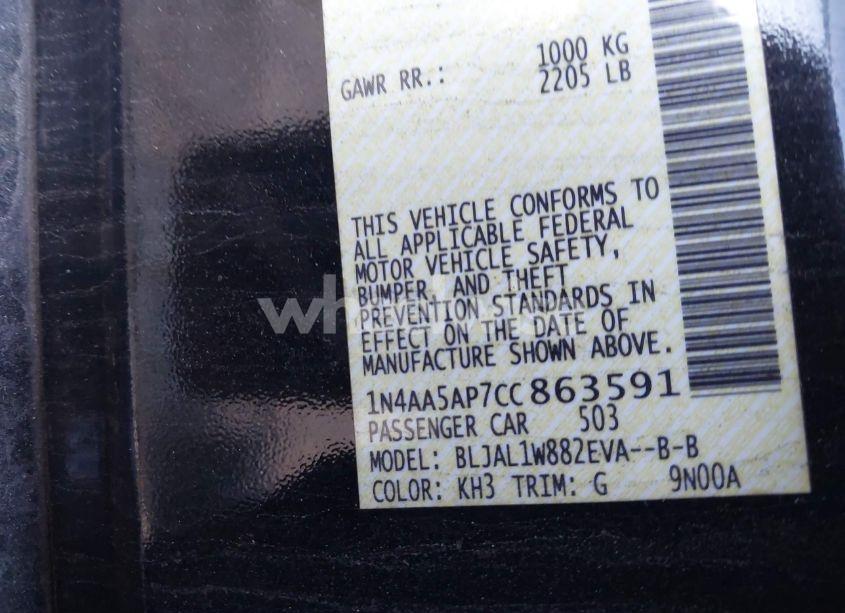 GAWR RR.: 1000 KG
2205 LB
THIS VEHICLE CONFORMS TO
ALL APPLICABLE FEDERAL
MOTOR VEHICLE SAFETY,
BUMPER, AND THEFT
PREVENTION STANDARDS IN
EFFECT ON THE DATE OF
MANUFACTURE SHOWN ABOVE.
1N4AA5AP7CC863591
PASSENGER CAR 503
MODEL: BLJAL1W882EVA--B-B
COLOR: KH3 TRIM: G 9N00A